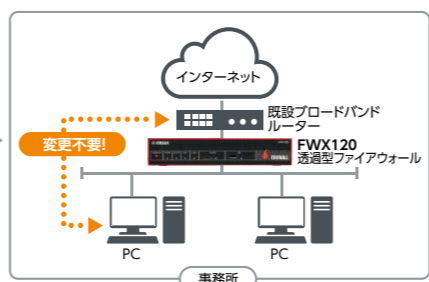 インターネット
既設ブロードバンド
ルーター
変更不要!
FWX120
透過型ファイアウォール
PC
PC
事務所